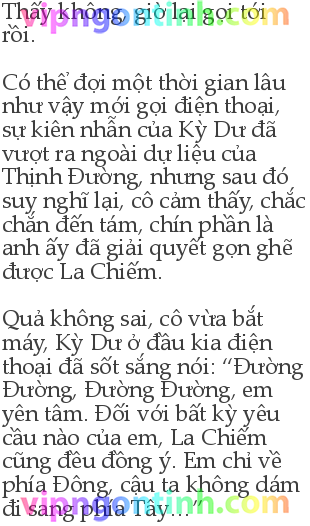 Thấy không, giờ lại gọi tới
rồi.
Có thể đợi một thời gian lâu
như vậy mới gọi điện thoại,
sự kiên nhẫn của Kỳ Dư đã
vượt ra ngoài dự liệu của
Thịnh Đường, nhưng sau đó
suy nghĩ lại, cô cảm thấy, chắc
chắn đến tám, chín phần là
anh ấy đã giải quyết gọn ghẽ
được La Chiếm.
Quả không sai, cô vừa bắt
máy, Kỳ Dư ở đầu kia điện
thoại đã sốt sắng nói: “Đường
Đường, Đường Đường, em
yên tâm. Đối với bất kỳ yêu
cầu nào của em, La Chiếm
cũng đều đồng ý. Em chỉ về
phía Đông, cậu ta không dám
đi sang phía Tây…”
vipngontinh.com
vipngontinh.com